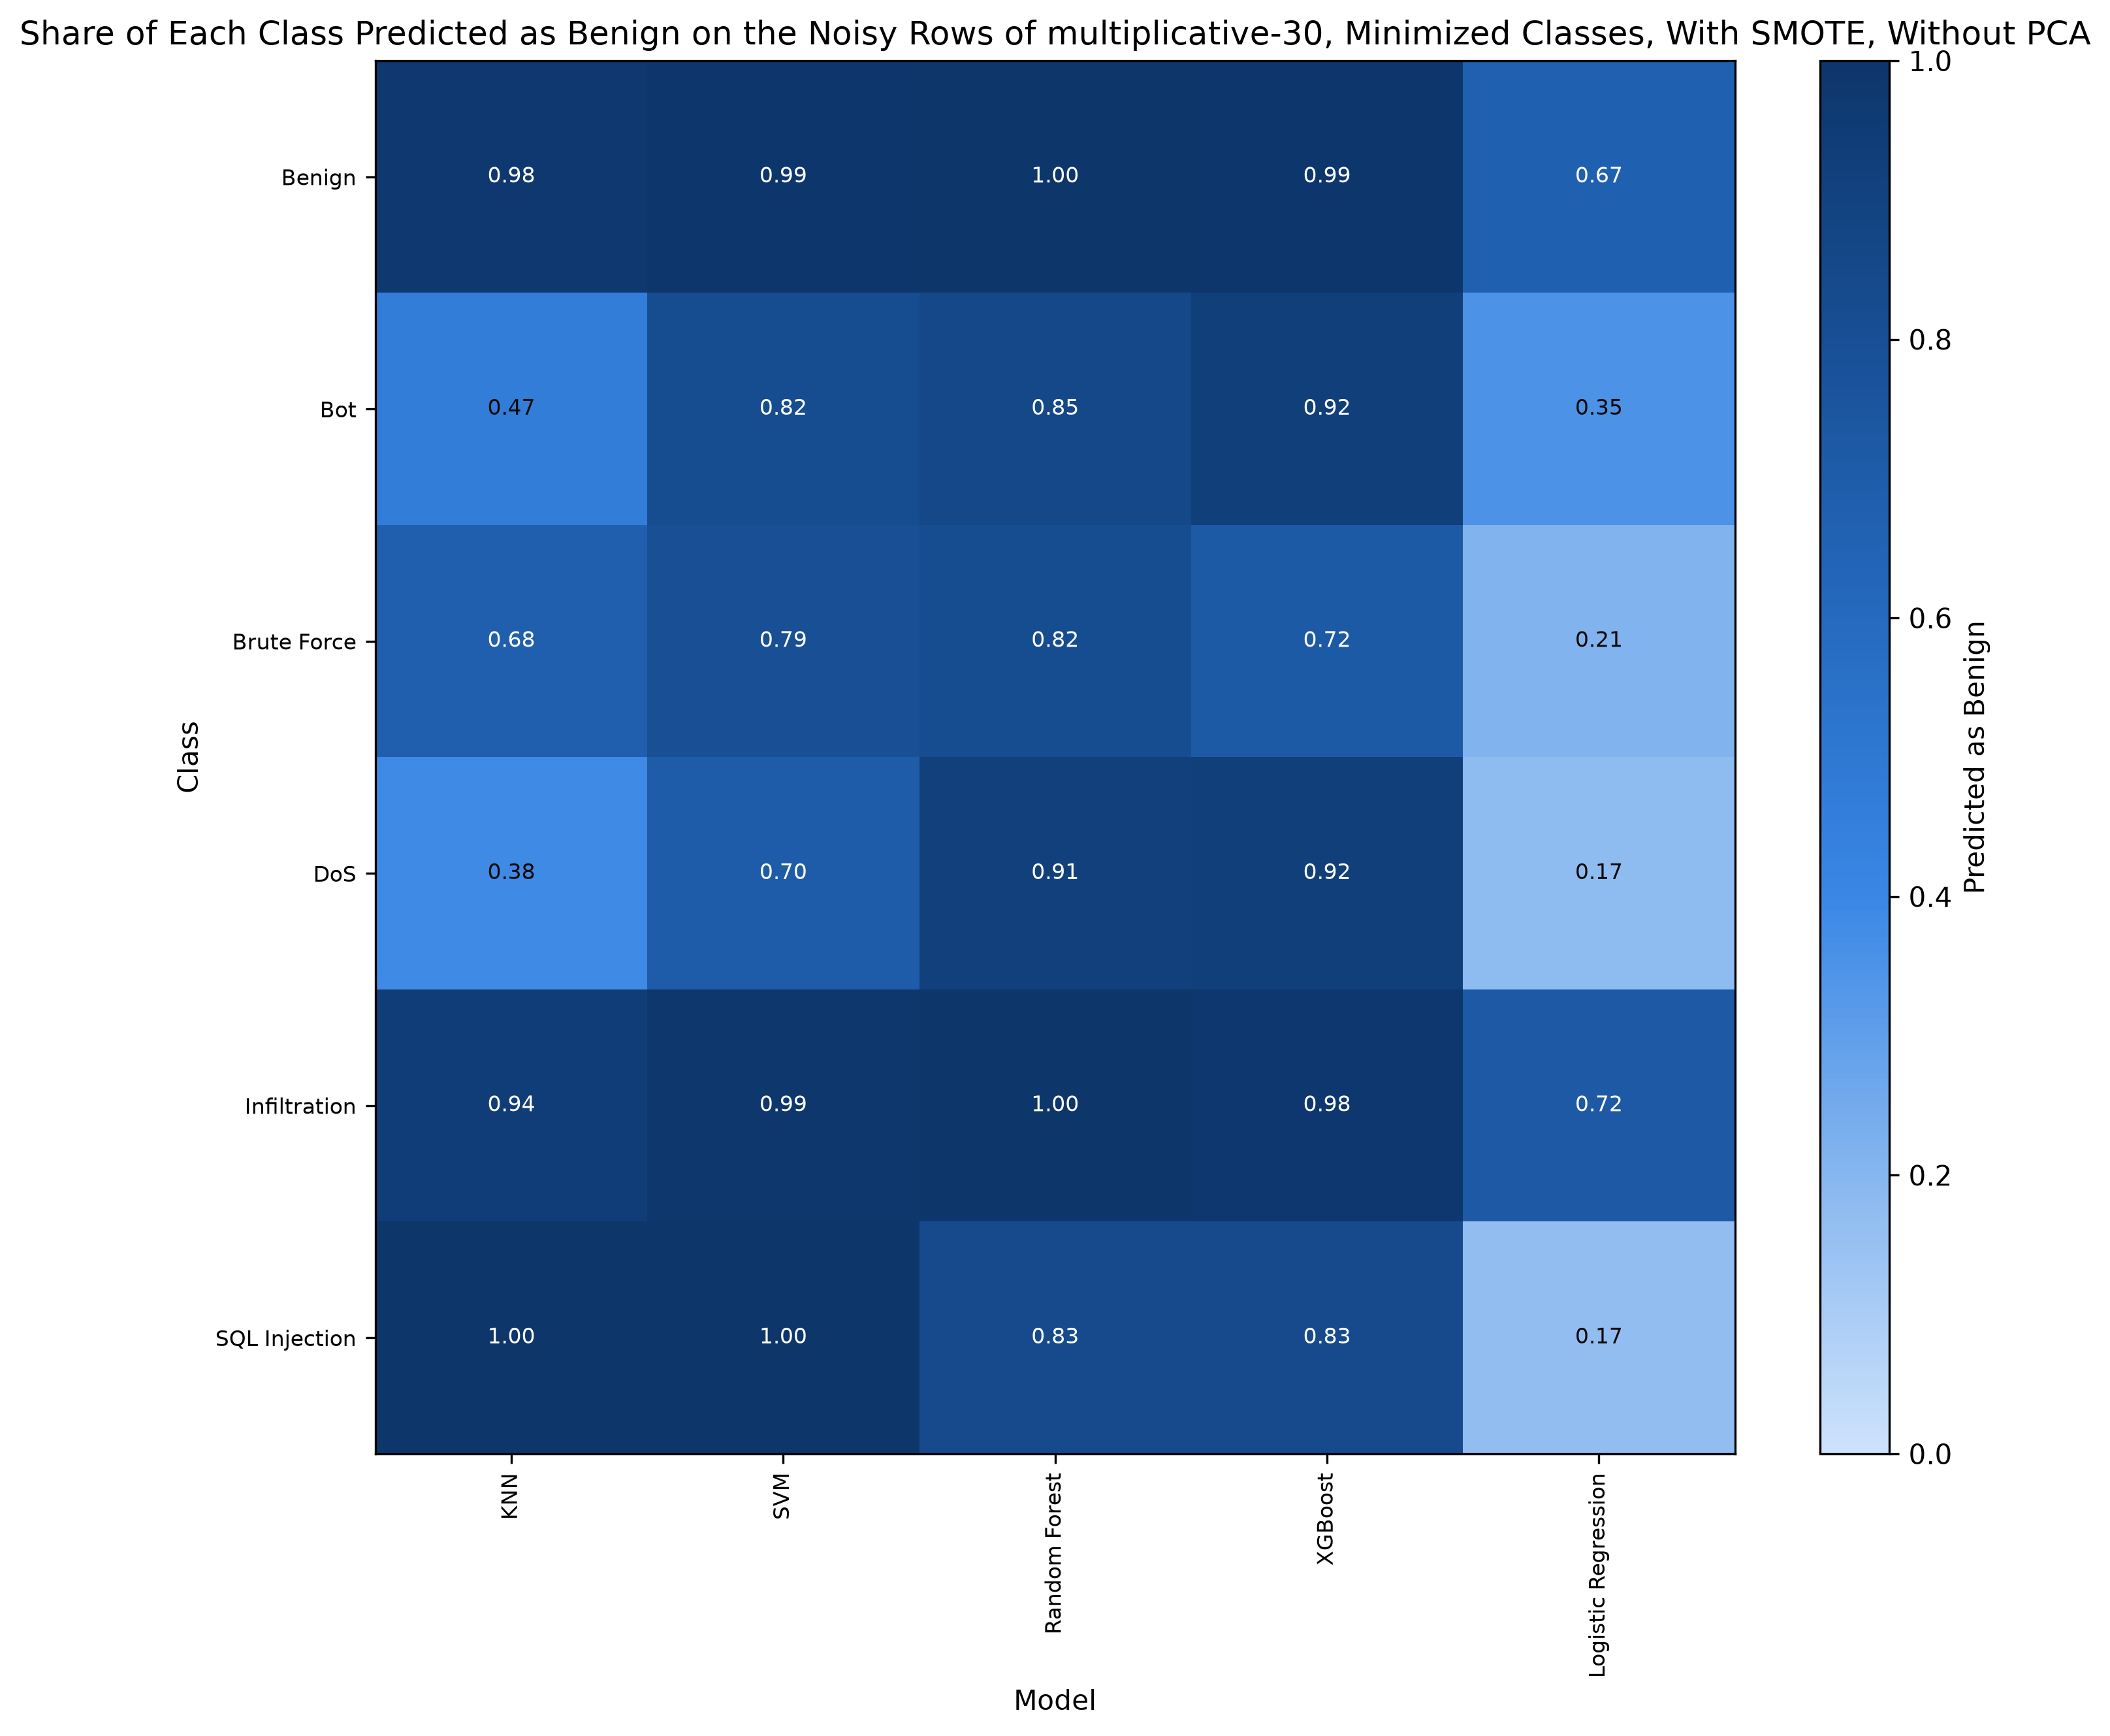 Share of Each Class Predicted as Benign on the Noisy Rows of multiplicative-30, Minimized Classes, With SMOTE, Without PCA
1.0
Benign 0.98 0.99 1.00 0.99 0.67
0.8
Bot 0.47 0.82 0.85 0.92 0.35
0.6
Brute Force 0.68 0.79 0.82 0.72 0.21
Class
Predicted as Benign
DoS 0.38 0.70 0.91 0.92 0.17
0.4
Infiltration 0.94 0.99 1.00 0.98 0.72
0.2
SQL Injection 1.00 1.00 0.83 0.83 0.17
0.0
KNN
SVM
Random Forest
XGBoost
Logistic Regression
Model